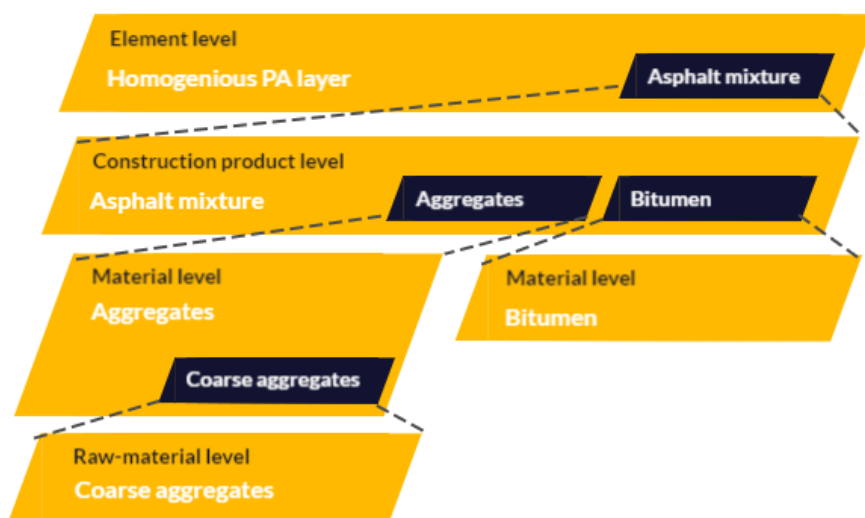 Element level
Homogenious PA layer
Asphalt mixture
Construction product level
Asphalt mixture
Aggregates
Bitumen
Material level
Aggregates
Coarse aggregates
Material level
Bitumen
Raw-material level
Coarse aggregates